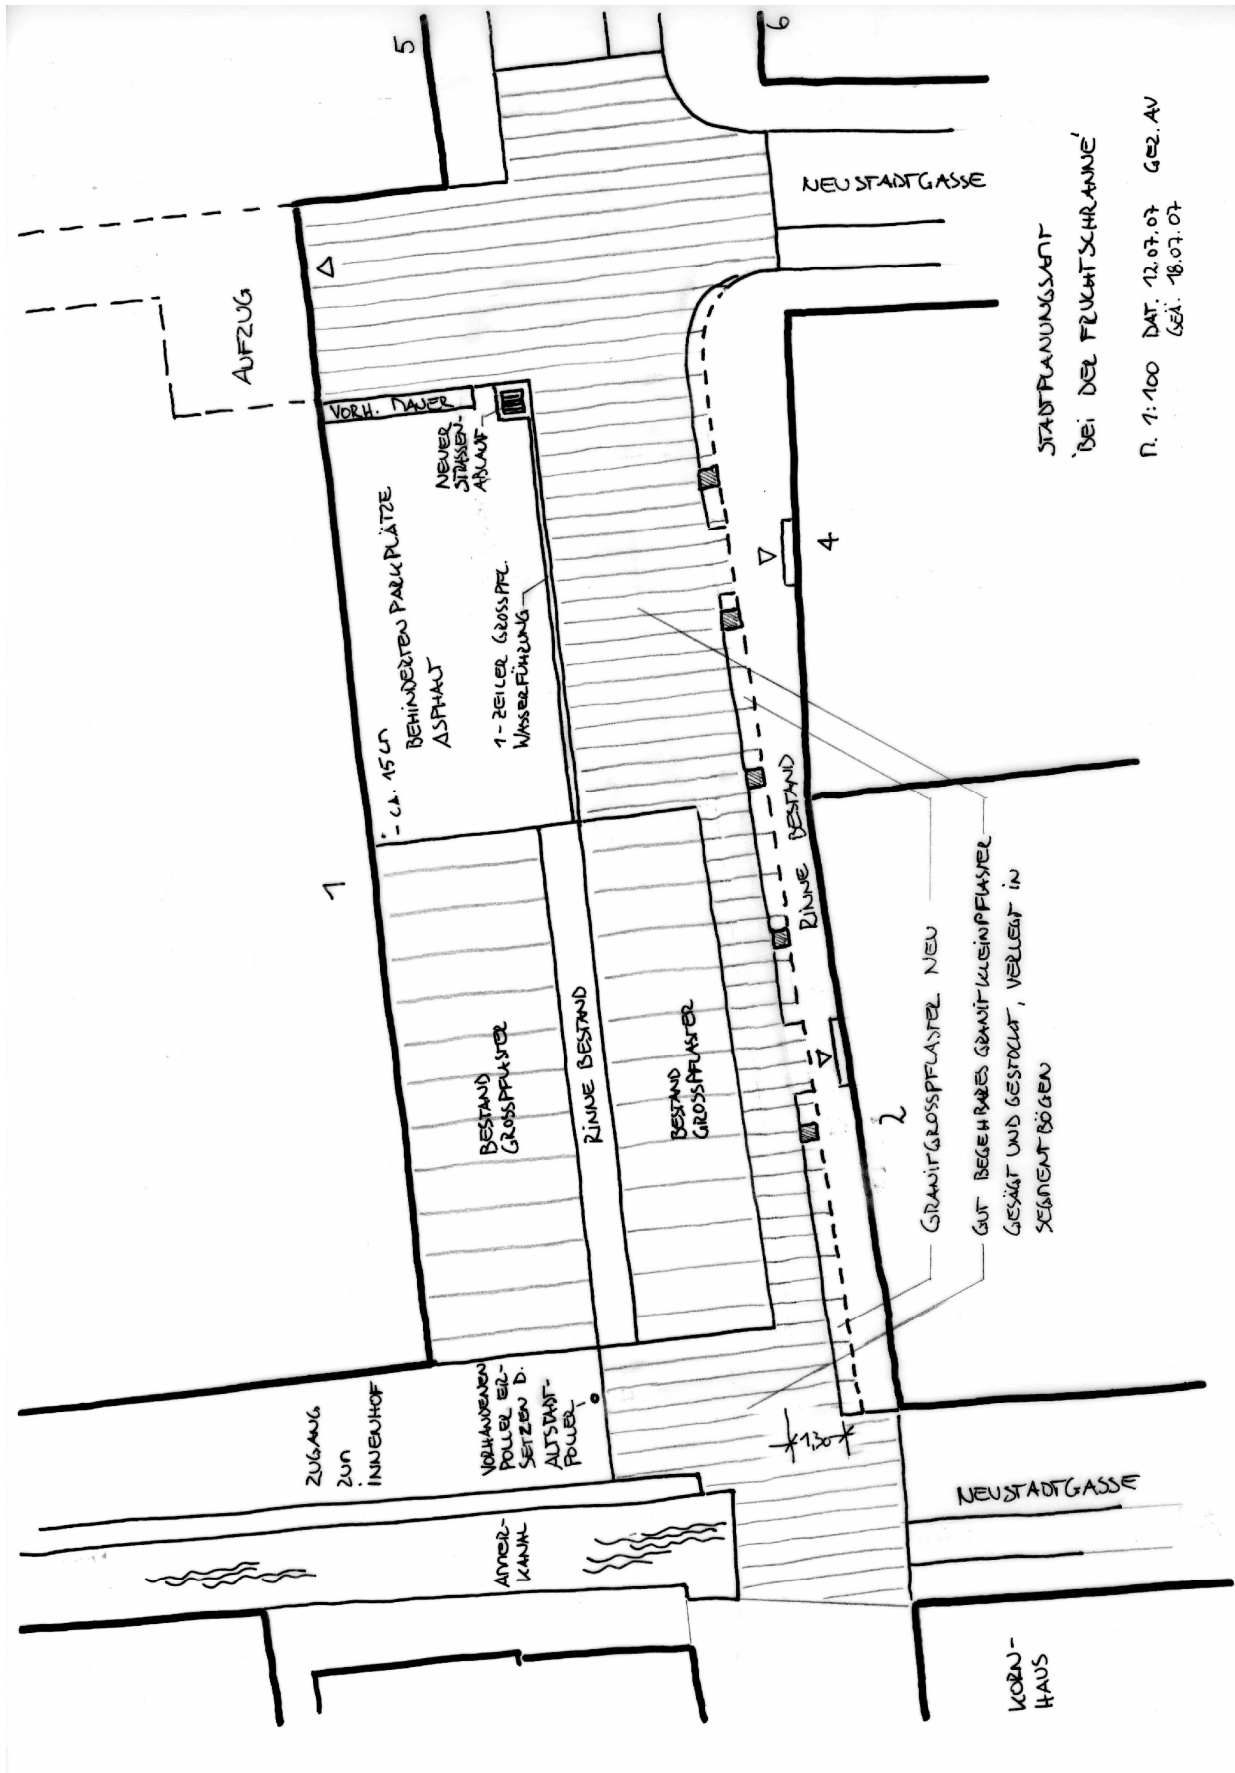 5
6
NEUSTADTGASSE
STADTPLANUNGSAMT
'BEI DER FRUCHTSCHRANNE'
M. 1:100 DAT. 12.07.07 GEZ. AV
GEÄ. 18.07.07
AUFZUG
VORH. MAUER
NEUER
STRASSEN-
ABLAUF
1-ZEILER GROSSPFL.
WASSERFÜHRUNG
CA. 15 cm
BEHINDERTEN PARKPLÄTZE
ASPHALT
1
4
RINNE BESTAND
BESTAND
GROSSPFLASTER
RINNE BESTAND
BESTAND
GROSSPFLASTER
2
GRANITGROSSPFLASTER NEU
GUT BEGEHBARES GRANITKLEINPFLASTER
GESÄGT UND GESTOCKT, VERLEGT IN
SEGMENTBÖGEN
ZUGANG
ZUM
INNENHOF
VORHANDENEN
POLLER ER-
SETZEN D.
ALTSTADT-
POLLER
1,30
AMMER-
KANAL
NEUSTADTGASSE
KORN-
HAUS